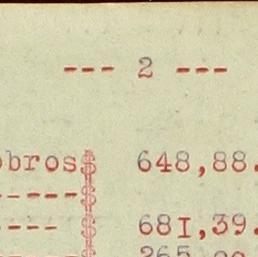 --- 2 ---
obros$ 648,88.
-----$
---- $ 681,39.